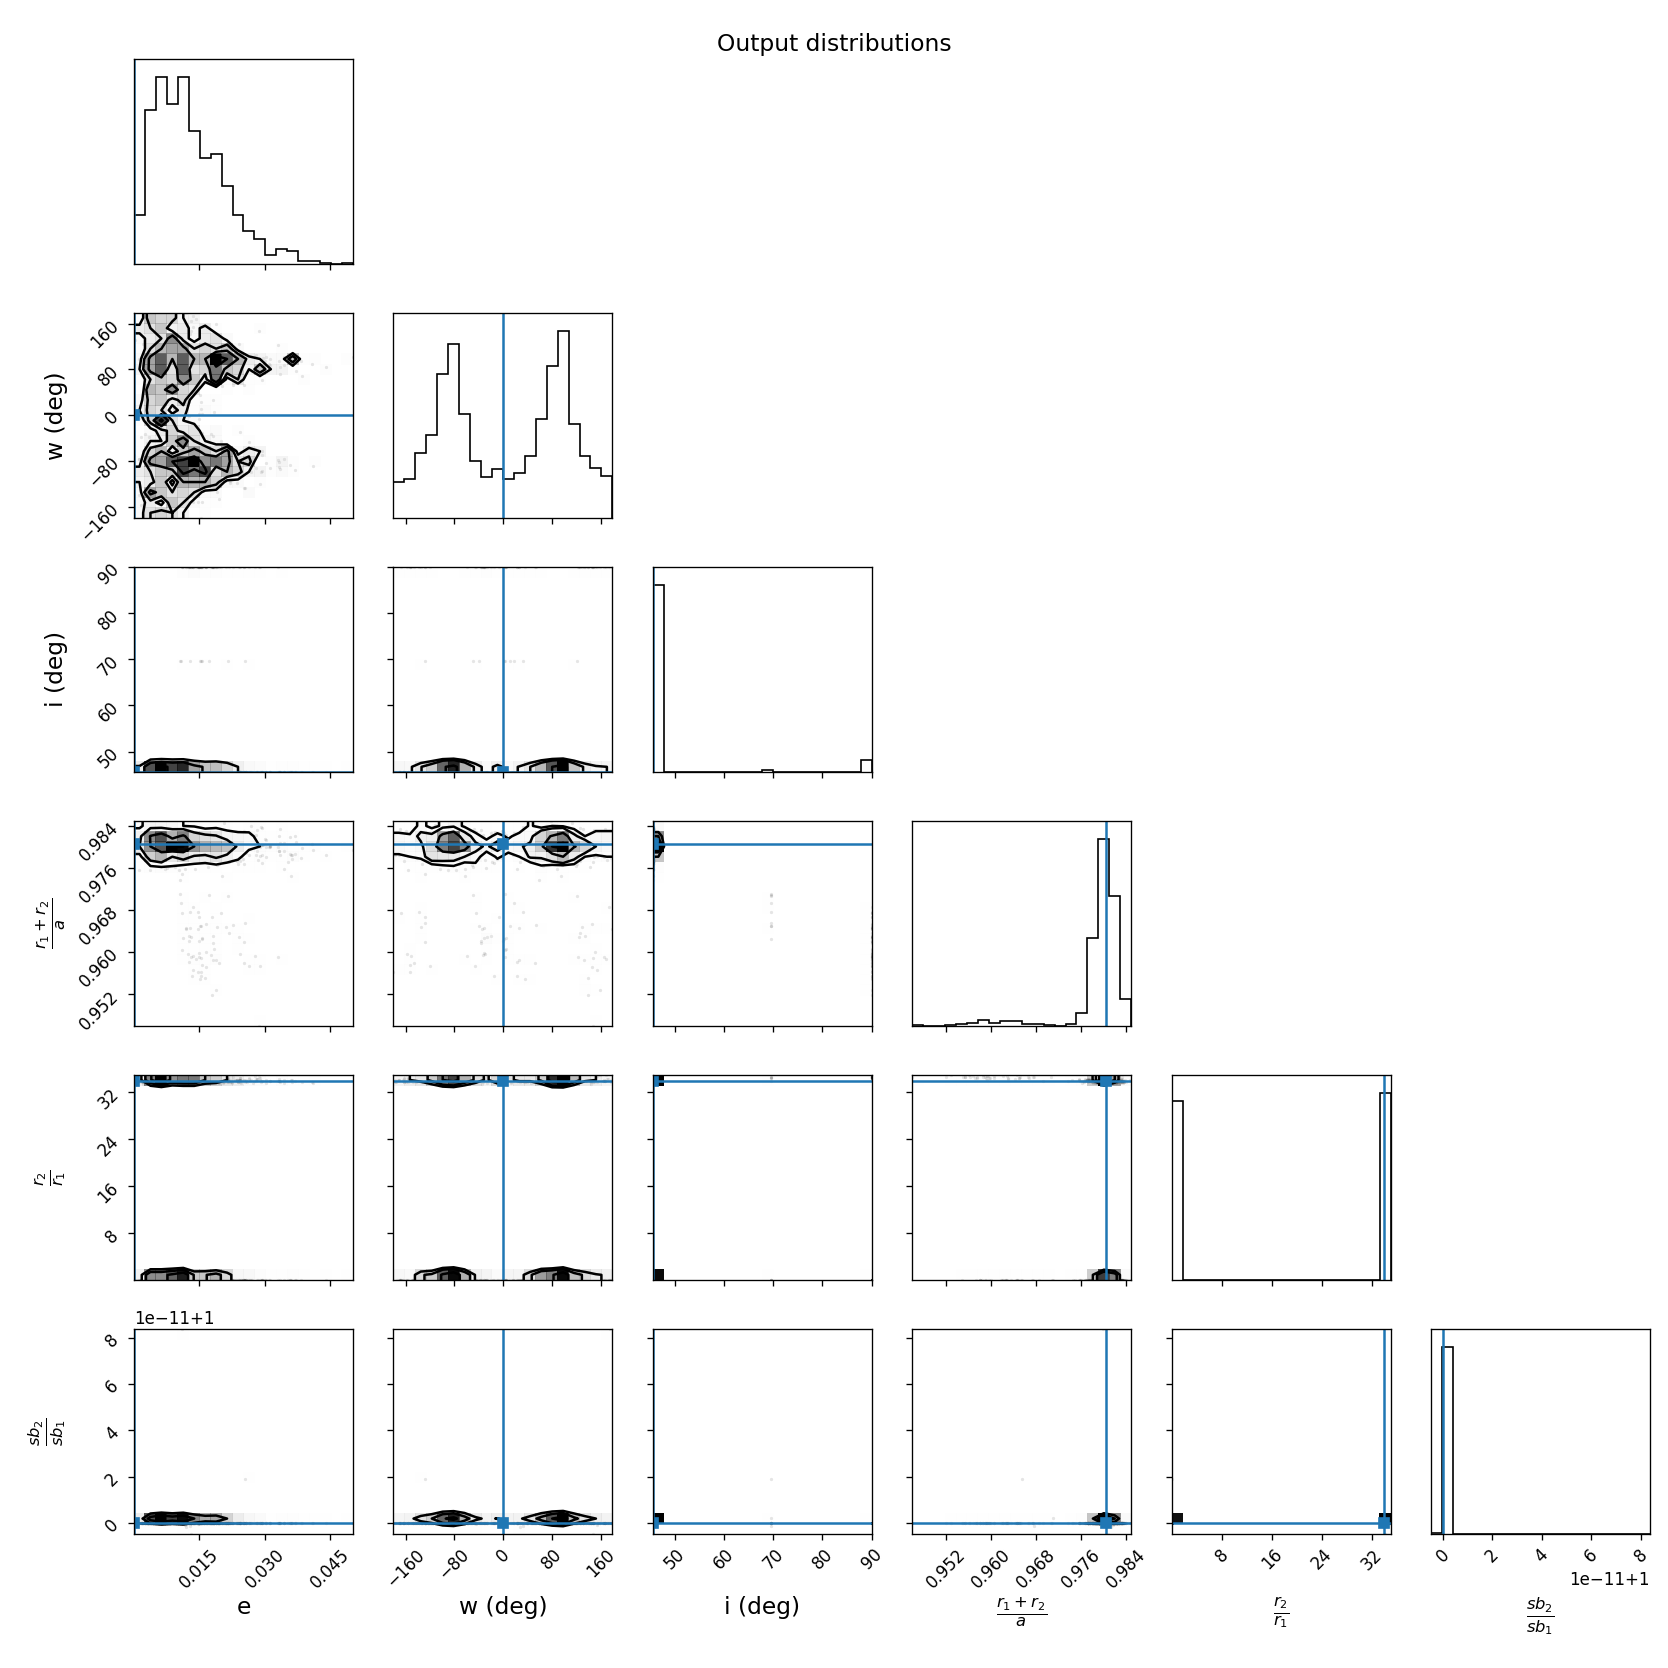 Output distributions
160
80
0
−80
−160
w (deg)
90
80
70
60
50
i (deg)
0.984
0.976
0.968
0.960
0.952
r₁ + r₂
a
32
24
16
8
r₂
r₁
1e−11+1
8
6
4
2
0
sb₂
sb₁
0.015 0.030 0.045
e
−160 −80 0 80 160
w (deg)
50 60 70 80 90
i (deg)
0.952 0.960 0.968 0.976 0.984
r₁ + r₂
a
8 16 24 32
r₂
r₁
0 2 4 6 8
1e−11+1
sb₂
sb₁